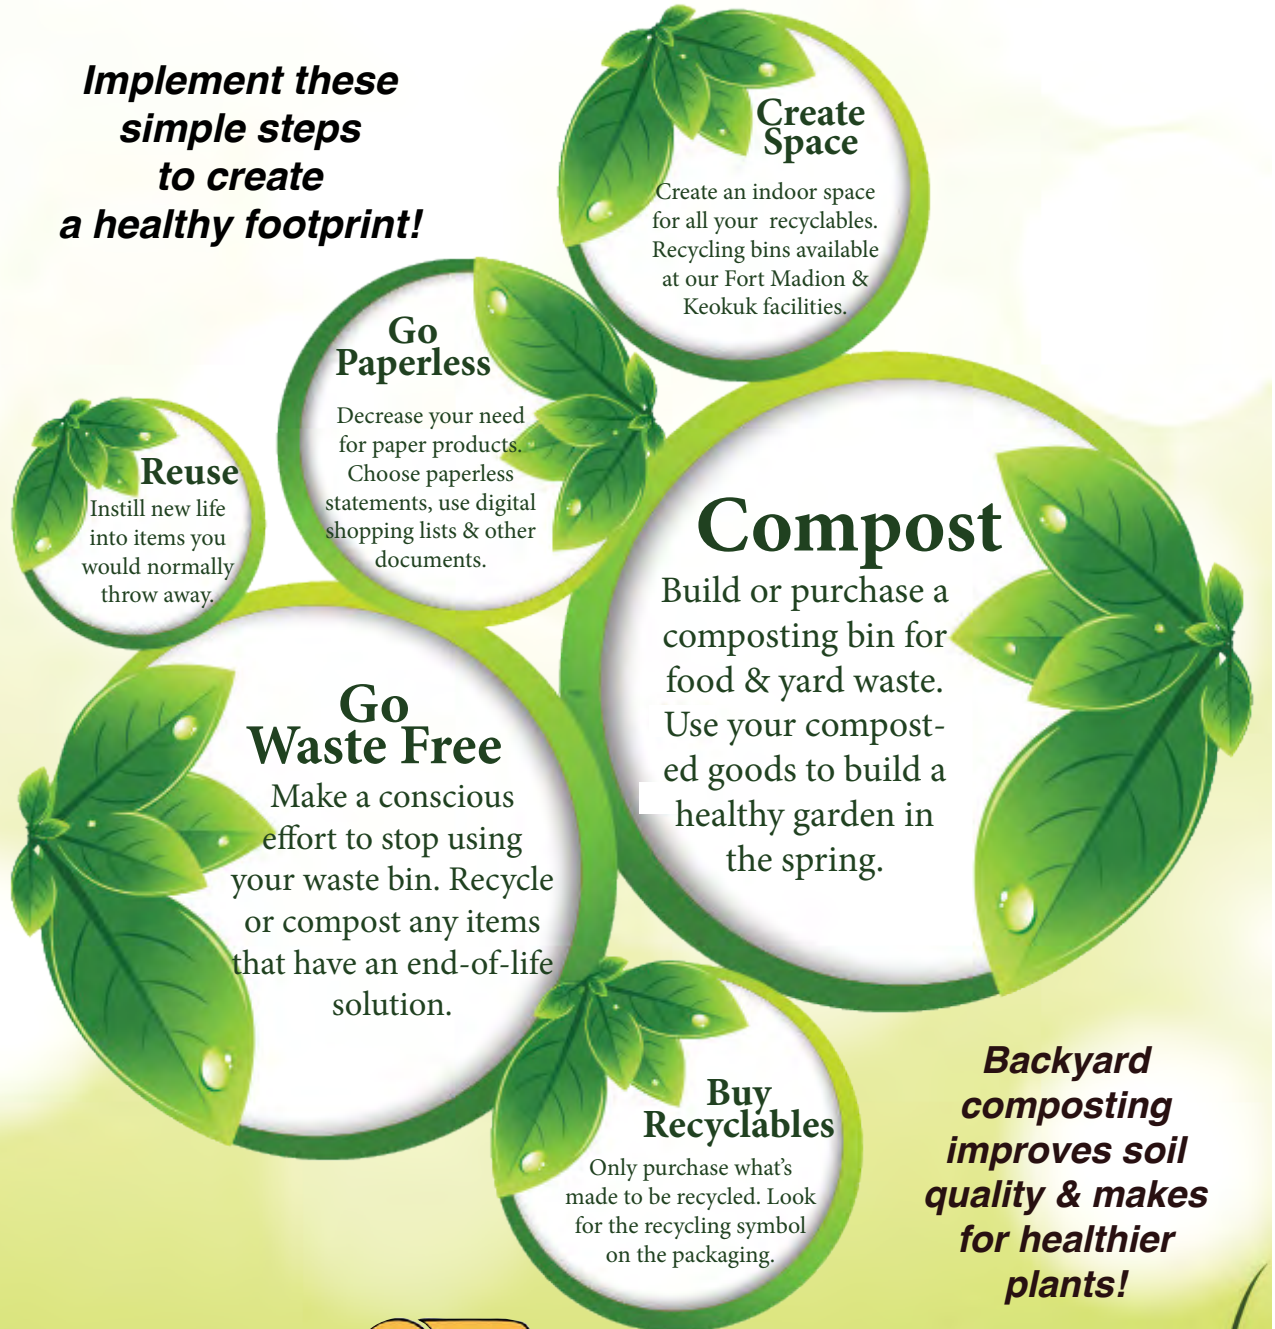 Implement these
simple steps
to create
a healthy footprint!
Create
Space
Create an indoor space
for all your recyclables.
Recycling bins available
at our Fort Madion &
Keokuk facilities.
Go
Paperless
Decrease your need
for paper products.
Choose paperless
statements, use digital
shopping lists & other
documents.
Reuse
Instill new life
into items you
would normally
throw away.
Compost
Build or purchase a
composting bin for
food & yard waste.
Use your compost-
ed goods to build a
healthy garden in
the spring.
Go
Waste Free
Make a conscious
effort to stop using
your waste bin. Recycle
or compost any items
that have an end-of-life
solution.
Buy
Recyclables
Only purchase what's
made to be recycled. Look
for the recycling symbol
on the packaging.
Backyard
composting
improves soil
quality & makes
for healthier
plants!